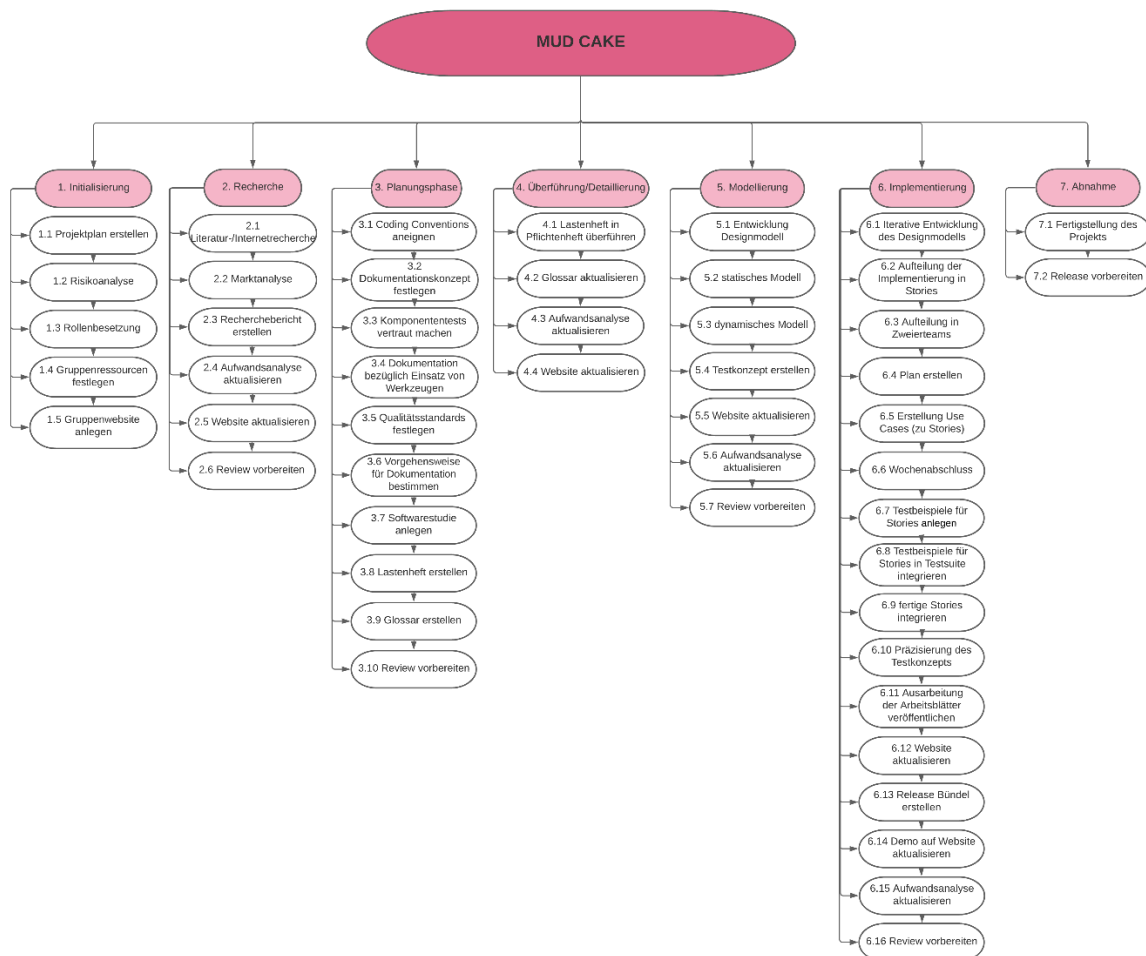 MUD CAKE
1. Initialisierung
1.1 Projektplan erstellen
1.2 Risikoanalyse
1.3 Rollenbesetzung
1.4 Gruppenressourcen
festlegen
1.5 Gruppenwebsite
anlegen
2. Recherche
2.1
Literatur-/Internetrecherche
2.2 Marktanalyse
2.3 Recherchebericht
erstellen
2.4 Aufwandsanalyse
aktualisieren
2.5 Website aktualisieren
2.6 Review vorbereiten
3. Planungsphase
3.1 Coding Conventions
aneignen
3.2
Dokumentationskonzept
festlegen
3.3 Komponententests
vertraut machen
3.4 Dokumentation
bezüglich Einsatz von
Werkzeugen
3.5 Qualitätsstandards
festlegen
3.6 Vorgehensweise
für Dokumentation
bestimmen
3.7 Softwarestudie
anlegen
3.8 Lastenheft erstellen
3.9 Glossar erstellen
3.10 Review vorbereiten
4. Überführung/Detaillierung
4.1 Lastenheft in
Pflichtenheft überführen
4.2 Glossar aktualisieren
4.3 Aufwandsanalyse
aktualisieren
4.4 Website aktualisieren
5. Modellierung
5.1 Entwicklung
Designmodell
5.2 statisches Modell
5.3 dynamisches Modell
5.4 Testkonzept erstellen
5.5 Website aktualisieren
5.6 Aufwandsanalyse
aktualisieren
5.7 Review vorbereiten
6. Implementierung
6.1 Iterative Entwicklung
des Designmodells
6.2 Aufteilung der
Implementierung in
Stories
6.3 Aufteilung in
Zweierteams
6.4 Plan erstellen
6.5 Erstellung Use
Cases (zu Stories)
6.6 Wochenabschluss
6.7 Testbeispiele für
Stories anlegen
6.8 Testbeispiele für
Stories in Testsuite
integrieren
6.9 fertige Stories
integrieren
6.10 Präzisierung des
Testkonzepts
6.11 Ausarbeitung
der Arbeitsblätter
veröffentlichen
6.12 Website
aktualisieren
6.13 Release Bündel
erstellen
6.14 Demo auf Website
aktualisieren
6.15 Aufwandsanalyse
aktualisieren
6.16 Review vorbereiten
7. Abnahme
7.1 Fertigstellung des
Projekts
7.2 Release vorbereiten